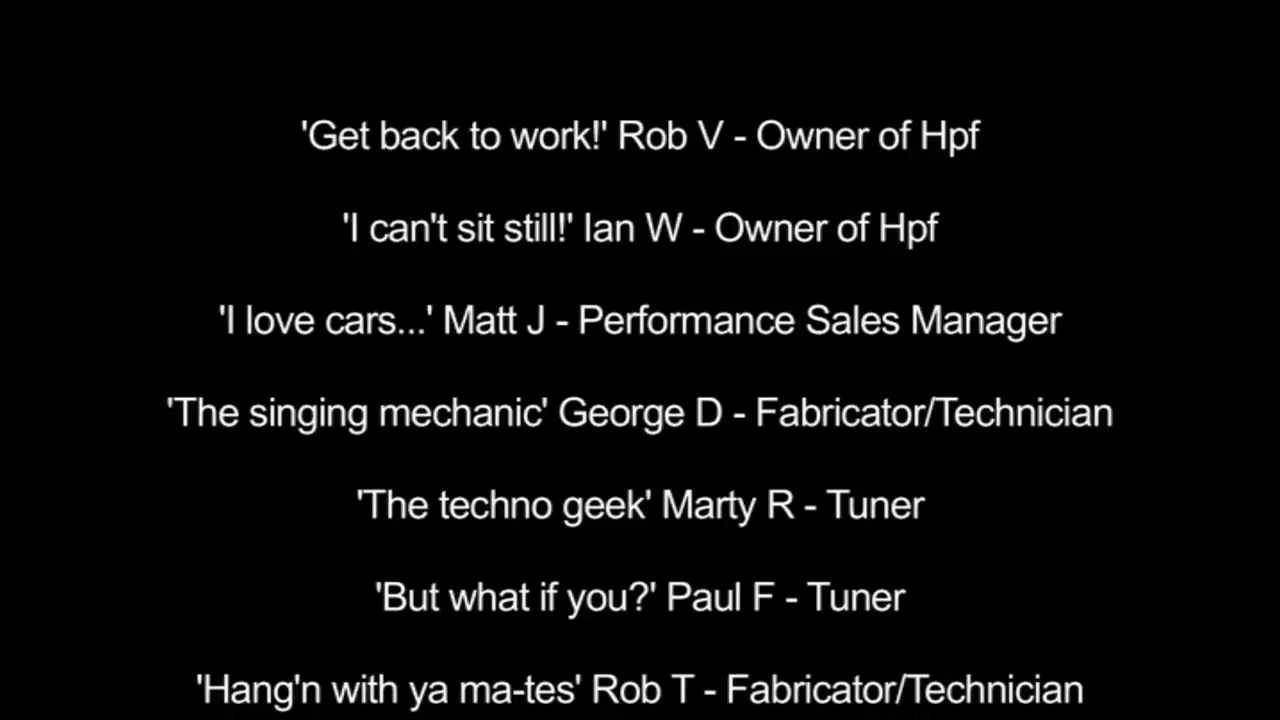 'Get back to work!' Rob V - Owner of Hpf
'I can't sit still!' Ian W - Owner of Hpf
'I love cars...' Matt J - Performance Sales Manager
'The singing mechanic' George D - Fabricator/Technician
'The techno geek' Marty R - Tuner
'But what if you?' Paul F - Tuner
'Hang'n with ya ma-tes' Rob T - Fabricator/Technician